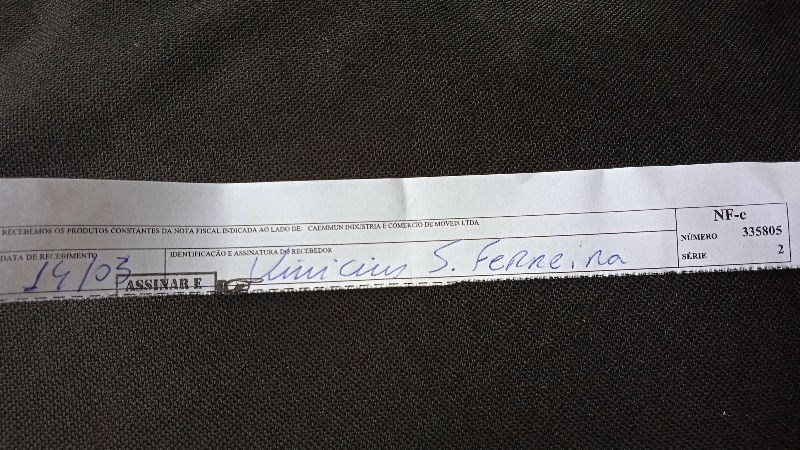 RECEBEMOS OS PRODUTOS CONSTANTES DA NOTA FISCAL INDICADA AO LADO DE: CAEMMUN INDUSTRIA E COMERCIO DE MOVEIS LTDA
NF-e
NÚMERO 335805
SÉRIE 2
DATA DE RECEBIMENTO
14/03
IDENTIFICAÇÃO E ASSINATURA DO RECEBEDOR
Vinicius S. Ferreira
ASSINAR E